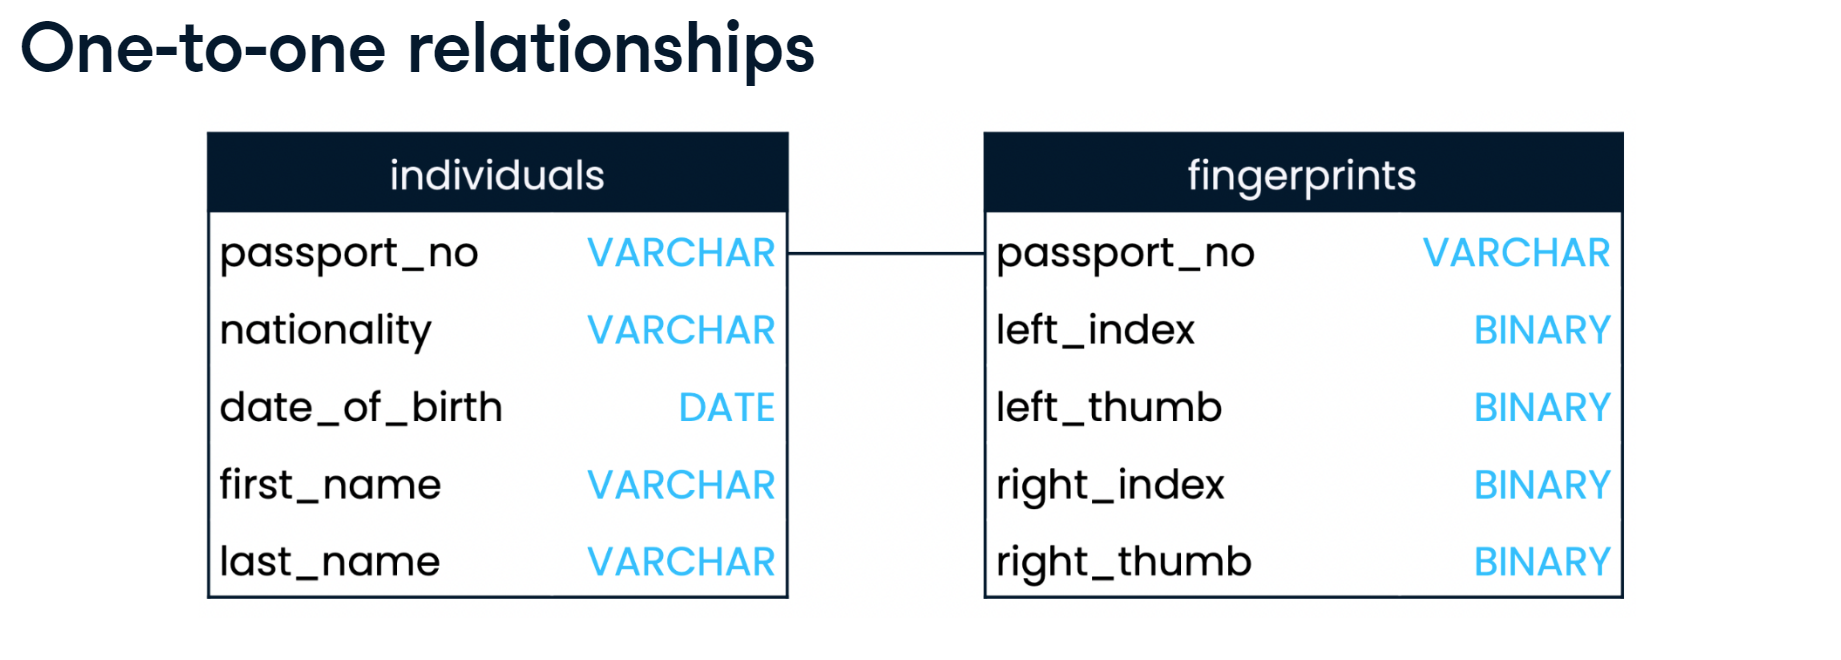 One-to-one relationships
individuals
passport_no VARCHAR
nationality VARCHAR
date_of_birth DATE
first_name VARCHAR
last_name VARCHAR
fingerprints
passport_no VARCHAR
left_index BINARY
left_thumb BINARY
right_index BINARY
right_thumb BINARY